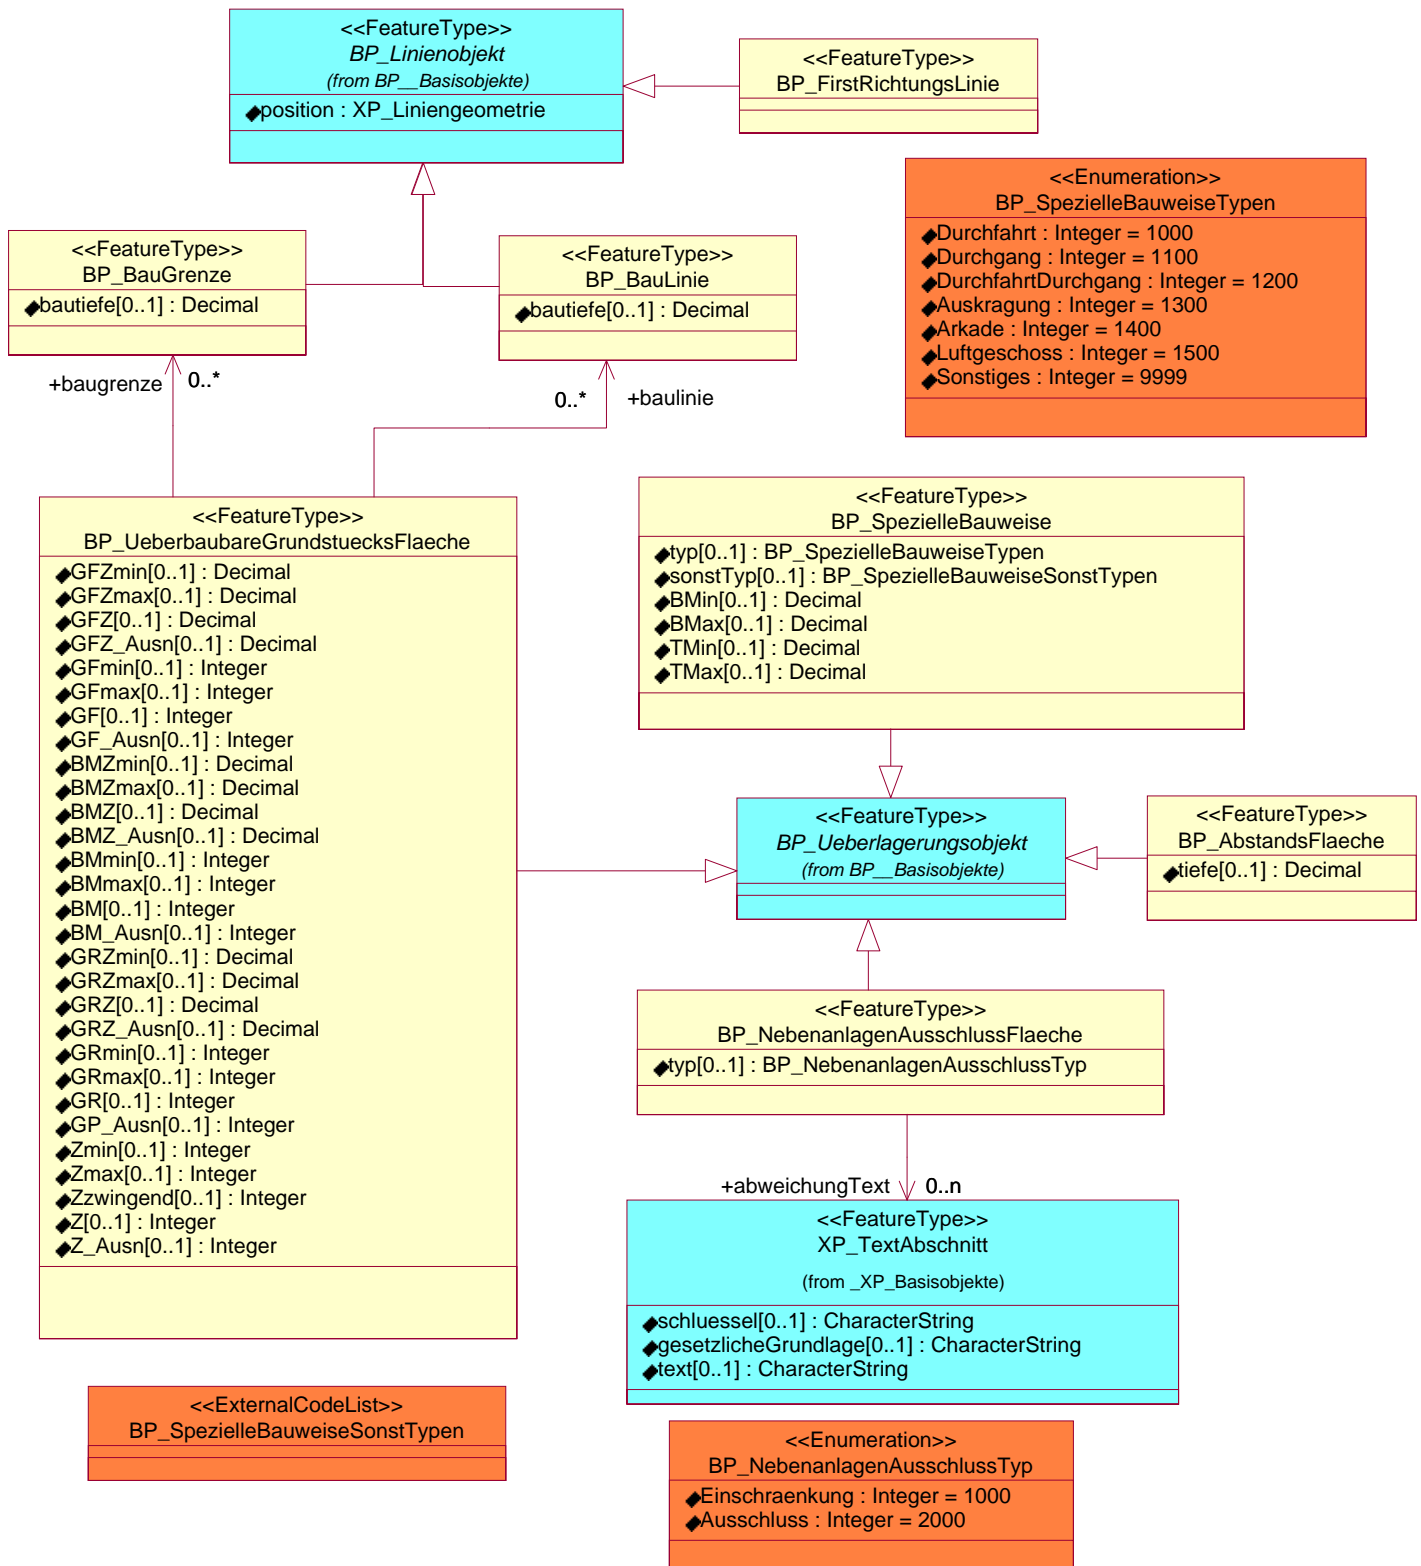 <<FeatureType>>
BP_Linienobjekt
(from BP__Basisobjekte)
position : XP_Liniengeometrie
<<FeatureType>>
BP_FirstRichtungsLinie
<<Enumeration>>
BP_SpezielleBauweiseTypen
Durchfahrt : Integer = 1000
Durchgang : Integer = 1100
DurchfahrtDurchgang : Integer = 1200
Auskragung : Integer = 1300
Arkade : Integer = 1400
Luftgeschoss : Integer = 1500
Sonstiges : Integer = 9999
<<FeatureType>>
BP_BauGrenze
bautiefe[0..1] : Decimal
<<FeatureType>>
BP_BauLinie
bautiefe[0..1] : Decimal
+baugrenze
0..*
0..*
+baulinie
<<FeatureType>>
BP_UeberbaubareGrundstuecksFlaeche
GFZmin[0..1] : Decimal
GFZmax[0..1] : Decimal
GFZ[0..1] : Decimal
GFZ_Ausn[0..1] : Decimal
GFmin[0..1] : Integer
GFmax[0..1] : Integer
GF[0..1] : Integer
GF_Ausn[0..1] : Integer
BMZmin[0..1] : Decimal
BMZmax[0..1] : Decimal
BMZ[0..1] : Decimal
BMZ_Ausn[0..1] : Decimal
BMmin[0..1] : Integer
BMmax[0..1] : Integer
BM[0..1] : Integer
BM_Ausn[0..1] : Integer
GRZmin[0..1] : Decimal
GRZmax[0..1] : Decimal
GRZ[0..1] : Decimal
GRZ_Ausn[0..1] : Decimal
GRmin[0..1] : Integer
GRmax[0..1] : Integer
GR[0..1] : Integer
GP_Ausn[0..1] : Integer
Zmin[0..1] : Integer
Zmax[0..1] : Integer
Zzwingend[0..1] : Integer
Z[0..1] : Integer
Z_Ausn[0..1] : Integer
<<FeatureType>>
BP_SpezielleBauweise
typ[0..1] : BP_SpezielleBauweiseTypen
sonstTyp[0..1] : BP_SpezielleBauweiseSonstTypen
BMin[0..1] : Decimal
BMax[0..1] : Decimal
TMin[0..1] : Decimal
TMax[0..1] : Decimal
<<FeatureType>>
BP_Ueberlagerungsobjekt
(from BP__Basisobjekte)
<<FeatureType>>
BP_AbstandsFlaeche
tiefe[0..1] : Decimal
<<FeatureType>>
BP_NebenanlagenAusschlussFlaeche
typ[0..1] : BP_NebenanlagenAusschlussTyp
+abweichungText
0..n
<<FeatureType>>
XP_TextAbschnitt
(from _XP_Basisobjekte)
schluessel[0..1] : CharacterString
gesetzlicheGrundlage[0..1] : CharacterString
text[0..1] : CharacterString
<<ExternalCodeList>>
BP_SpezielleBauweiseSonstTypen
<<Enumeration>>
BP_NebenanlagenAusschlussTyp
Einschraenkung : Integer = 1000
Ausschluss : Integer = 2000